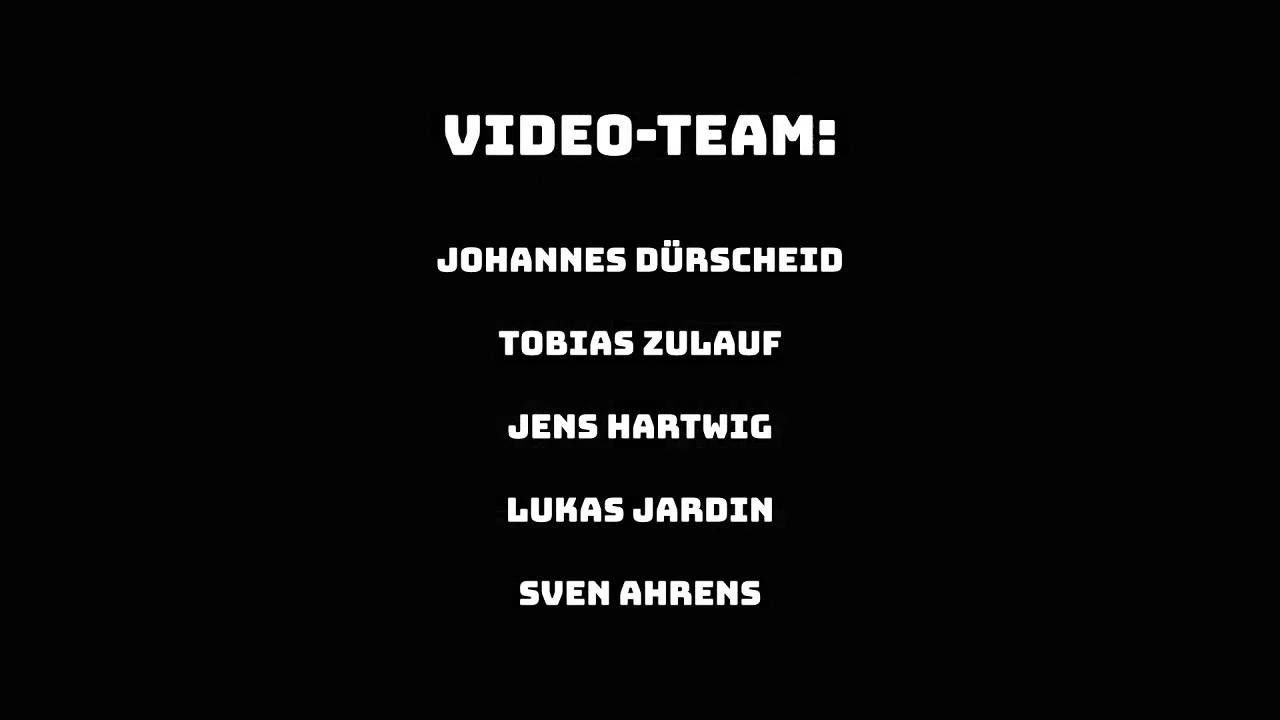 VIDEO-TEAM:
JOHANNES DÜRSCHEID
TOBIAS ZULAUF
JENS HARTWIG
LUKAS JARDIN
SVEN AHRENS